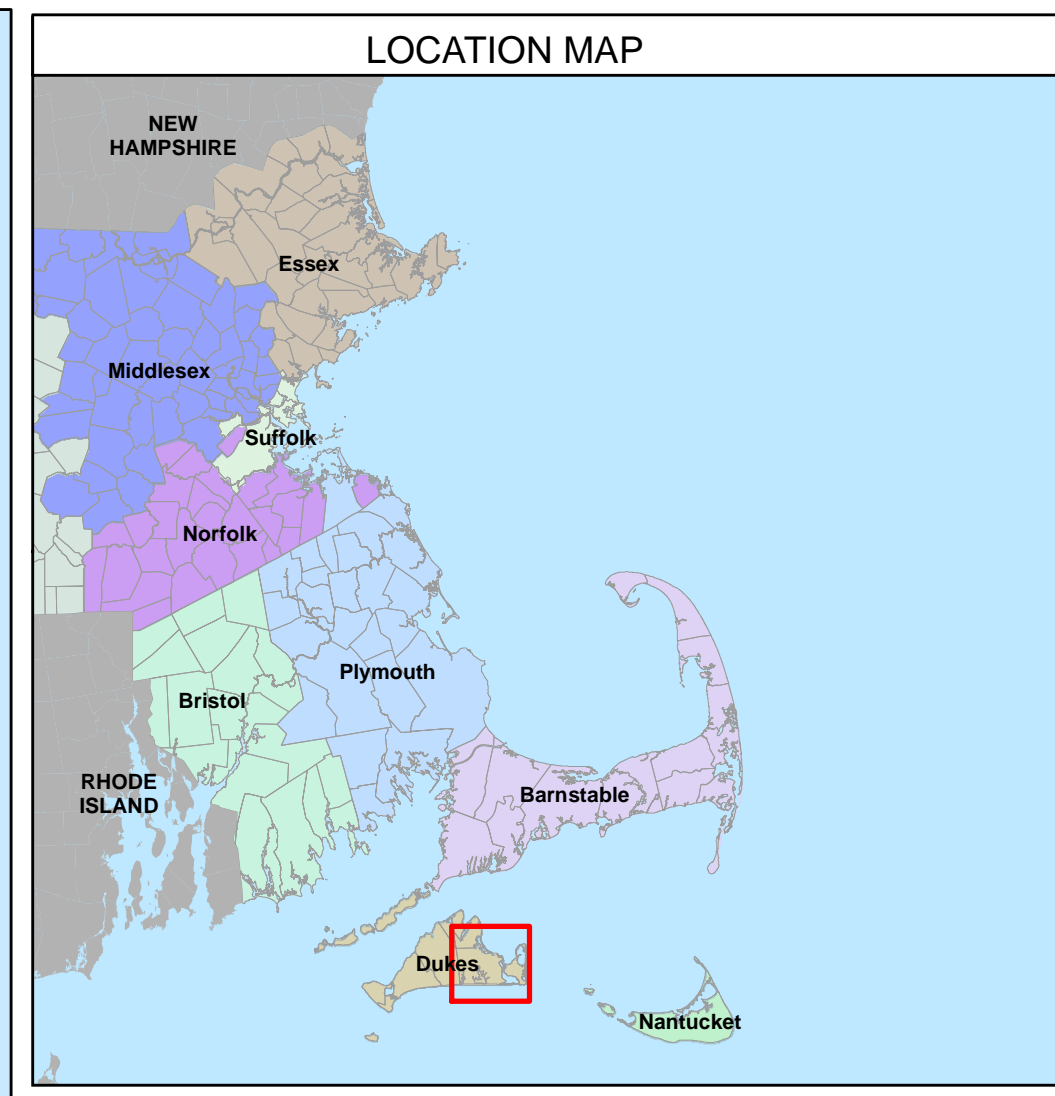 LOCATION MAP
NEW
HAMPSHIRE
Essex
Middlesex
Suffolk
Norfolk
Plymouth
Bristol
RHODE
ISLAND
Barnstable
Dukes
Nantucket